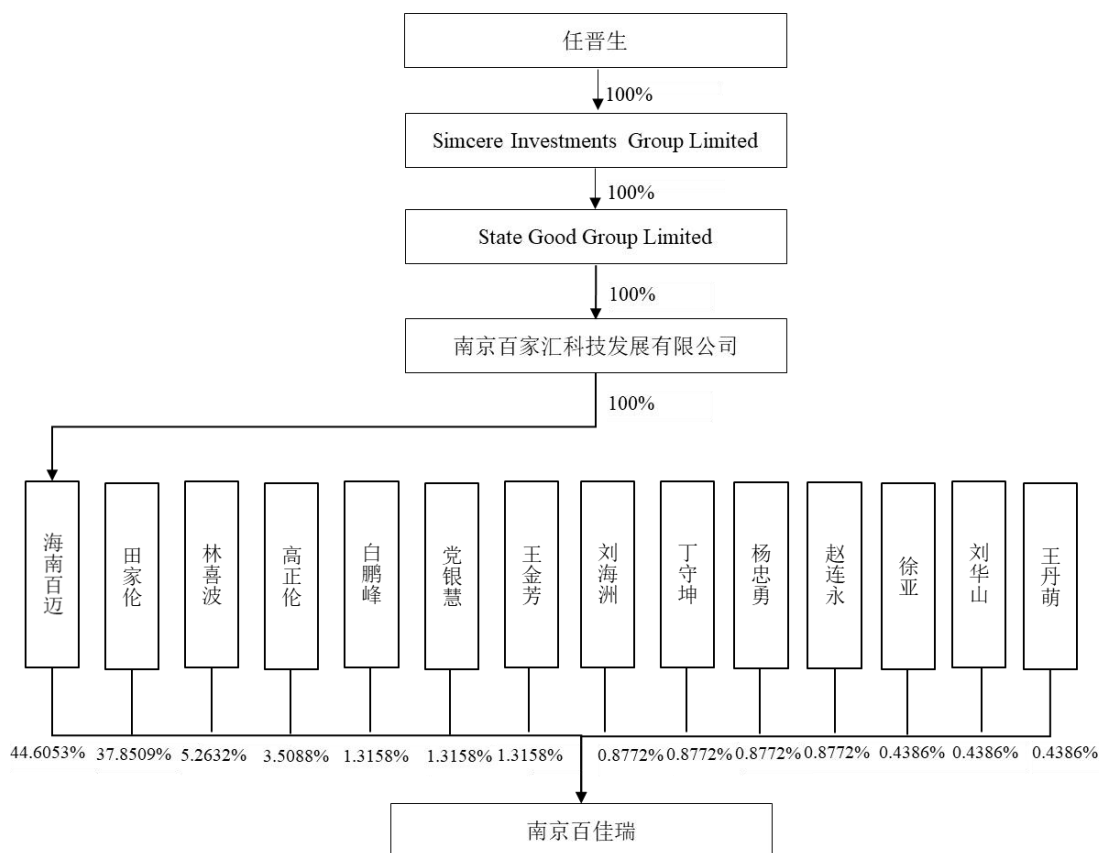 任晋生
100%
Simcere Investments Group Limited
100%
State Good Group Limited
100%
南京百家汇科技发展有限公司
100%
海南百迈
田家伦
林喜波
高正伦
白鹏峰
党银慧
王金芳
刘海洲
丁守坤
杨忠勇
赵连永
徐亚
刘华山
王丹萌
44.6053%
37.8509%
5.2632%
3.5088%
1.3158%
1.3158%
1.3158%
0.8772%
0.8772%
0.8772%
0.8772%
0.4386%
0.4386%
0.4386%
南京百佳瑞